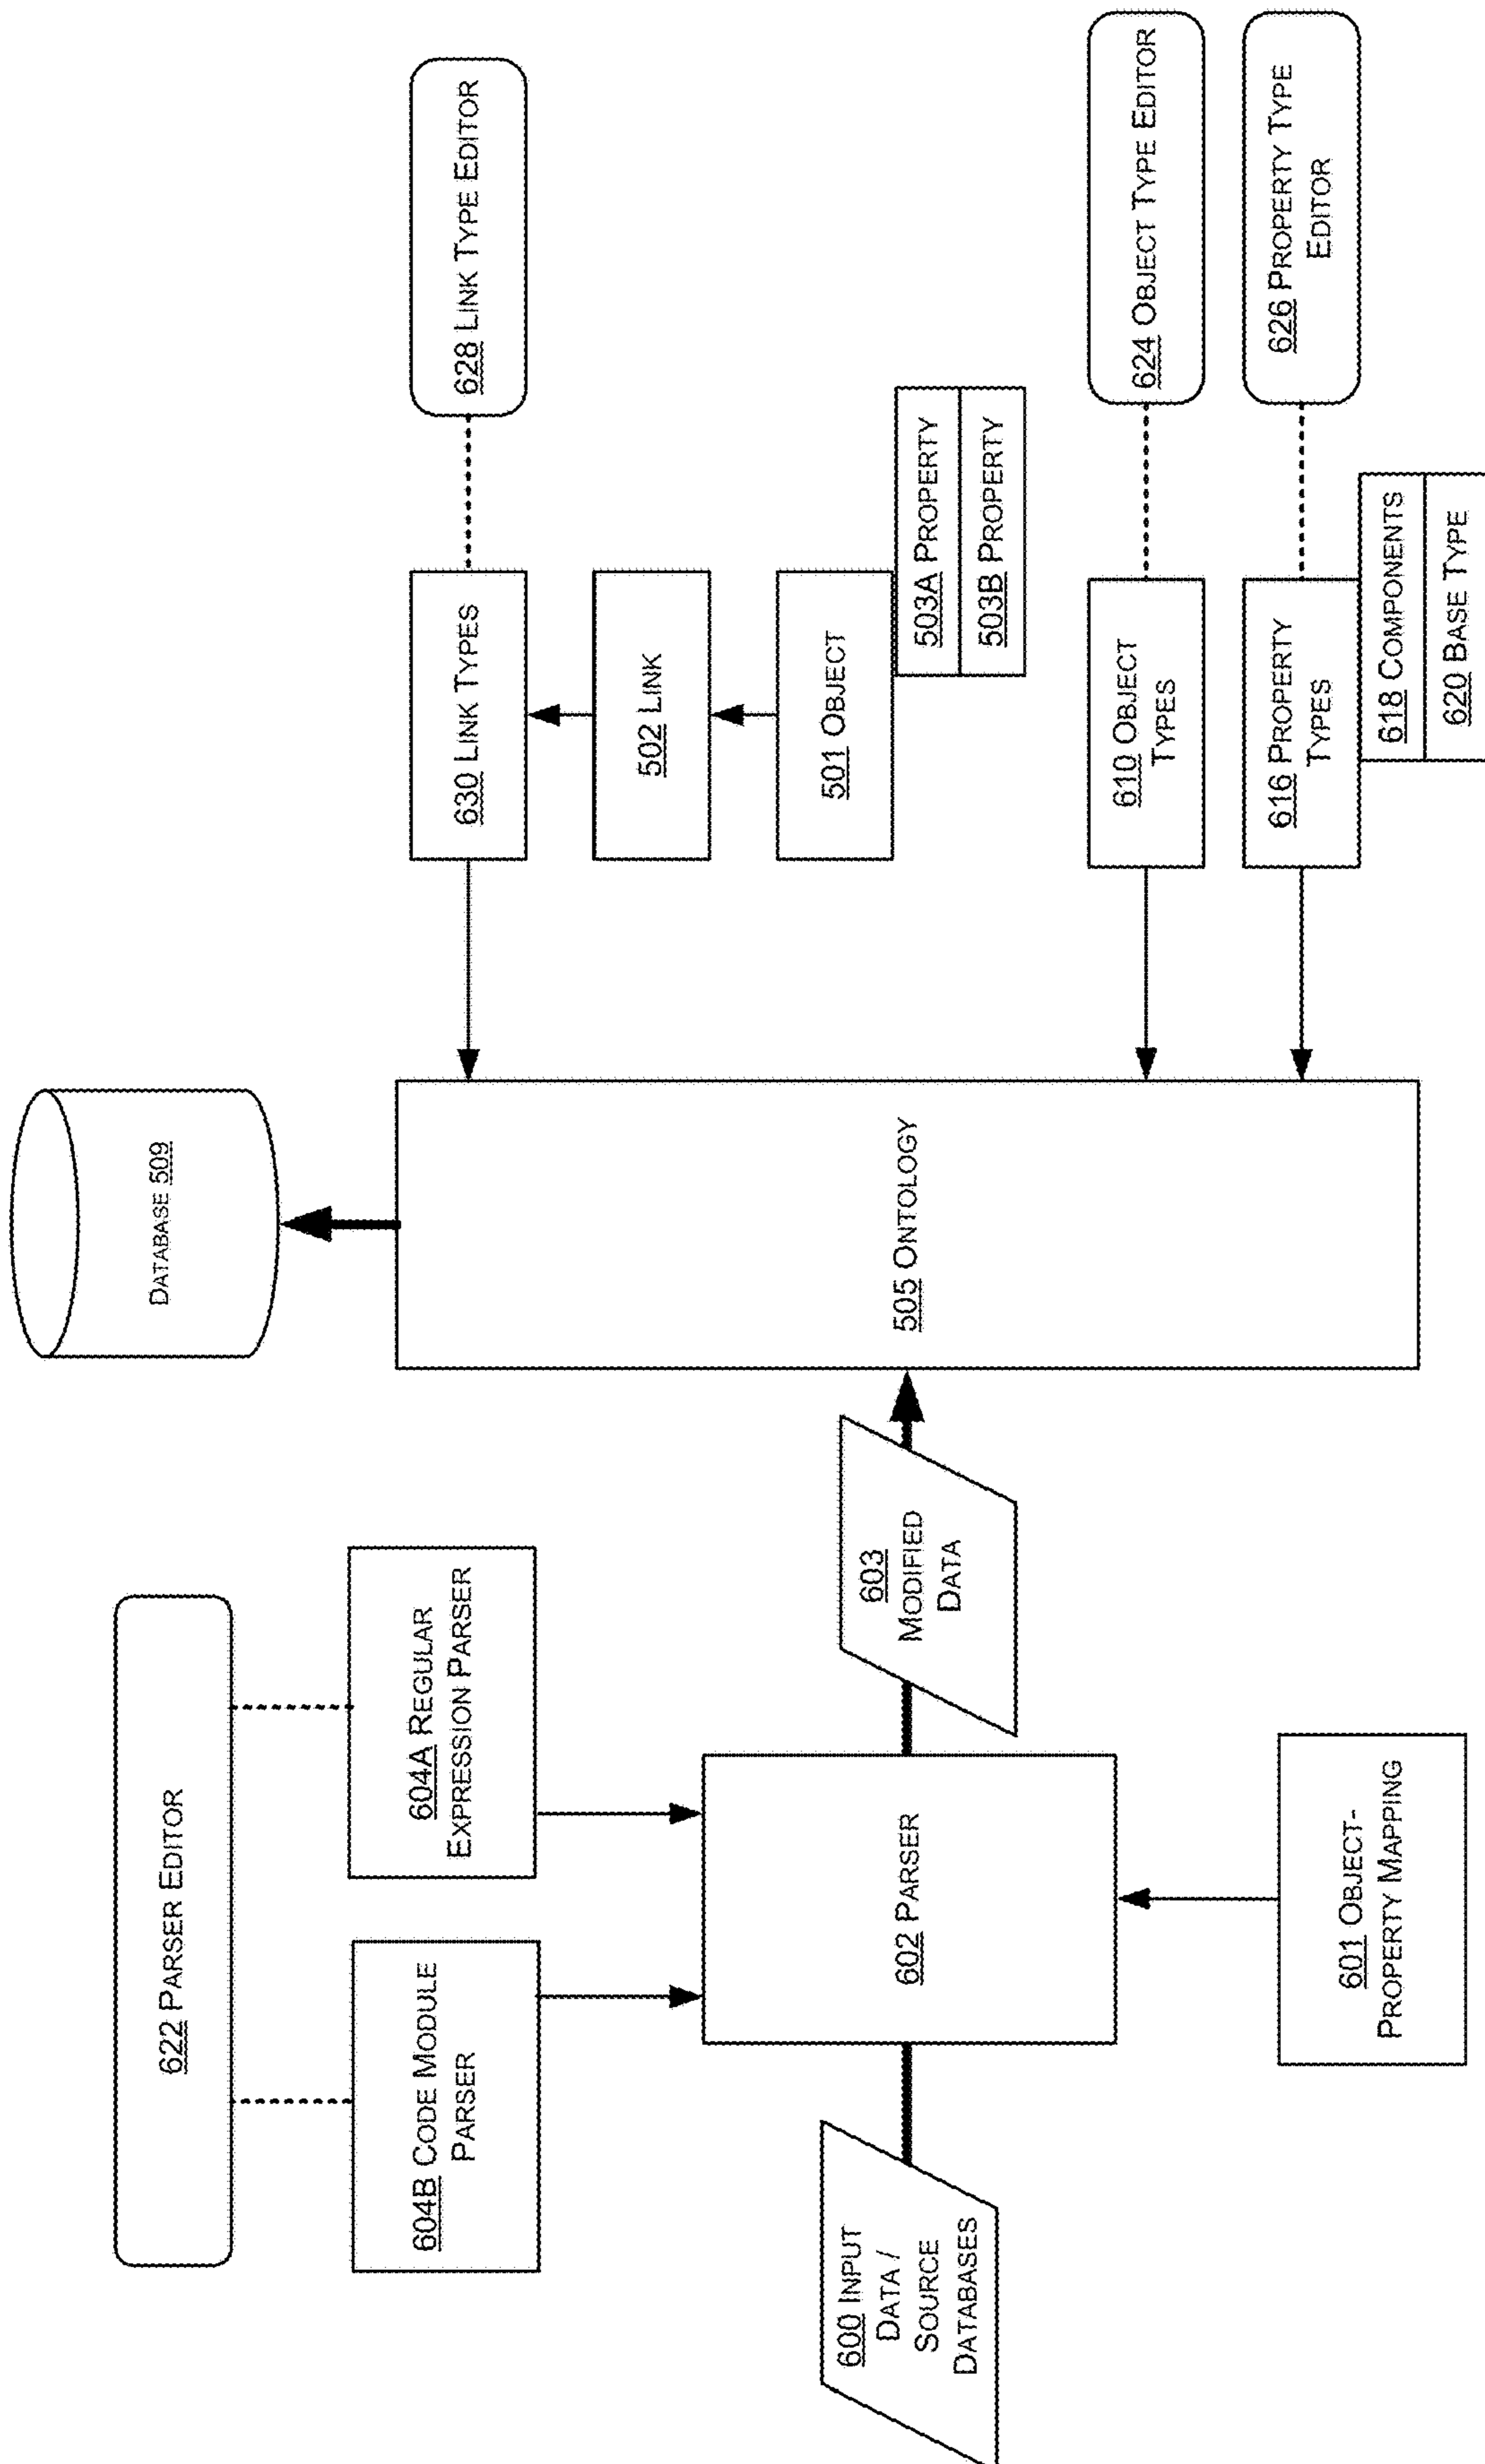 622 PARSER EDITOR
604B CODE MODULE
PARSER
604A REGULAR
EXPRESSION PARSER
600 INPUT
DATA /
SOURCE
DATABASES
602 PARSER
603
MODIFIED
DATA
601 OBJECT-
PROPERTY MAPPING
DATABASE 509
505 ONTOLOGY
630 LINK TYPES
628 LINK TYPE EDITOR
502 LINK
501 OBJECT
503A PROPERTY
503B PROPERTY
610 OBJECT
TYPES
624 OBJECT TYPE EDITOR
616 PROPERTY
TYPES
626 PROPERTY TYPE
EDITOR
618 COMPONENTS
620 BASE TYPE